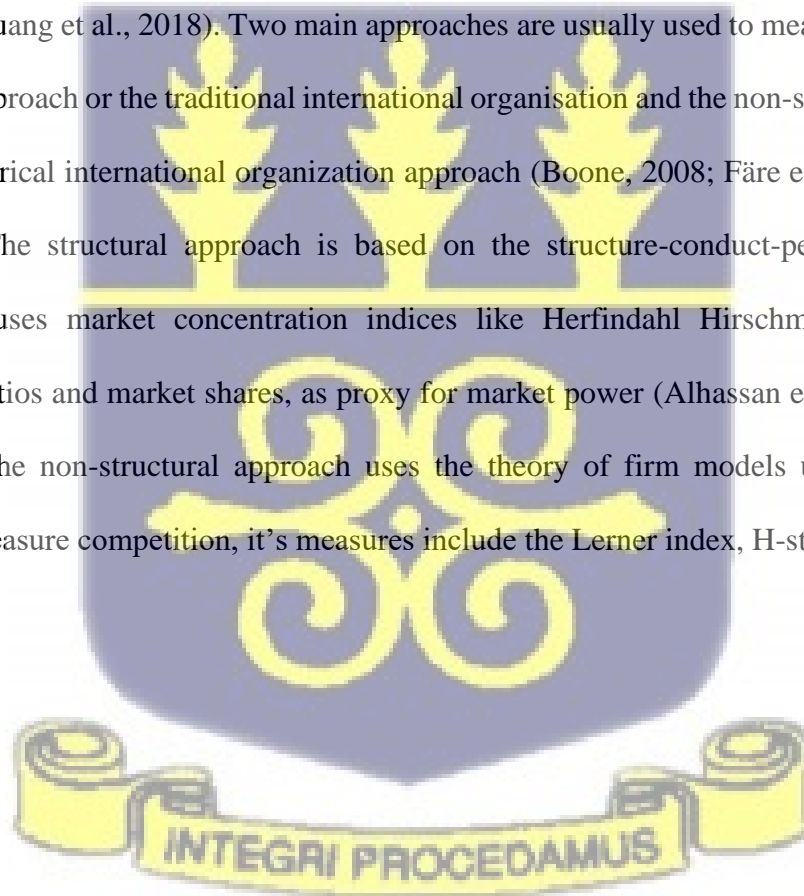 uang et al., 2018). Two main approaches are usually used to mea
proach or the traditional international organisation and the non-s
rical international organization approach (Boone, 2008; Färe e
The structural approach is based on the structure-conduct-pe
uses market concentration indices like Herfindahl Hirschm
tios and market shares, as proxy for market power (Alhassan e
he non-structural approach uses the theory of firm models u
easure competition, it’s measures include the Lerner index, H-st
INTEGRI PROCEDAMUS